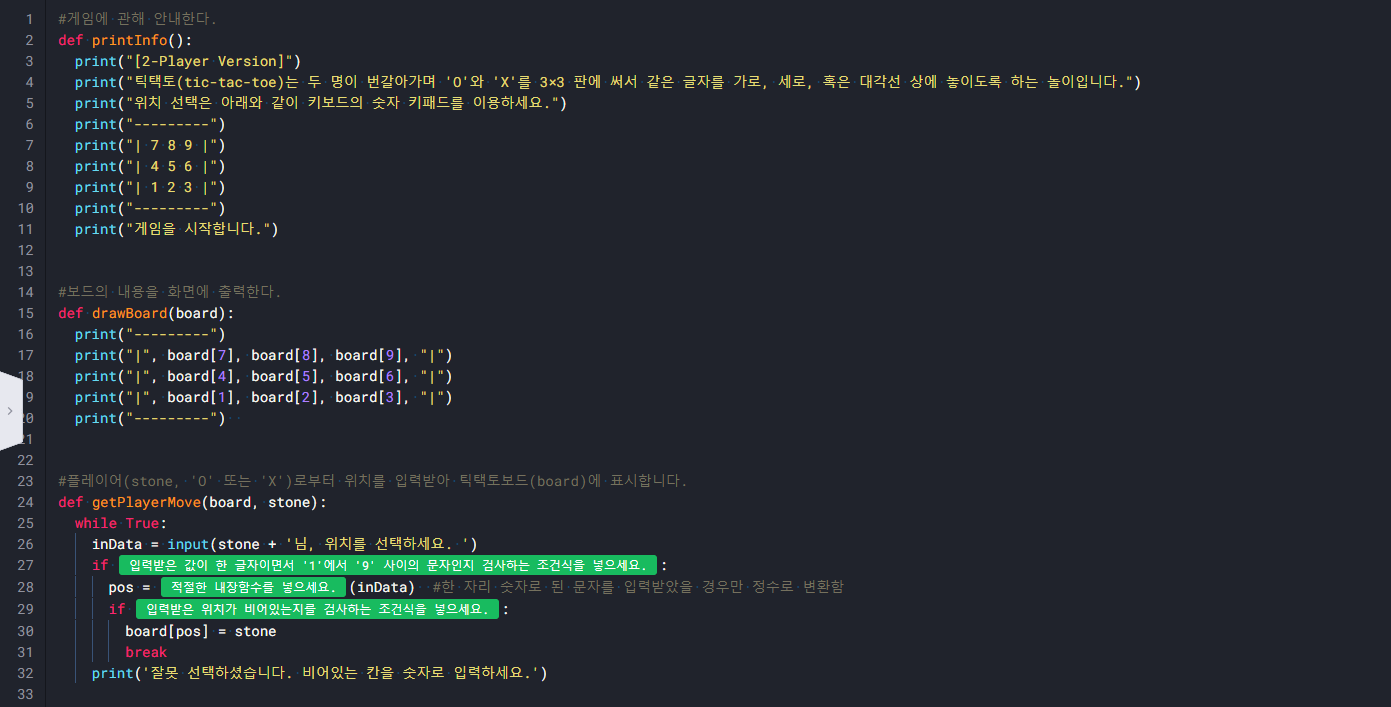 1 #게임에 관해 안내한다.
2 def printInfo():
3 print("[2-Player Version]")
4 print("틱택토(tic-tac-toe)는 두 명이 번갈아가며 'O'와 'X'를 3×3 판에 써서 같은 글자를 가로, 세로, 혹은 대각선 상에 놓이도록 하는 놀이입니다.")
5 print("위치 선택은 아래와 같이 키보드의 숫자 키패드를 이용하세요.")
6 print("---------")
7 print("| 7 8 9 |")
8 print("| 4 5 6 |")
9 print("| 1 2 3 |")
10 print("---------")
11 print("게임을 시작합니다.")
12
13
14 #보드의 내용을 화면에 출력한다.
15 def drawBoard(board):
16 print("---------")
17 print("|", board[7], board[8], board[9], "|")
18 print("|", board[4], board[5], board[6], "|")
9 print("|", board[1], board[2], board[3], "|")
20 print("---------")
21
22
23 #플레이어(stone, 'O' 또는 'X')로부터 위치를 입력받아 틱택토보드(board)에 표시합니다.
24 def getPlayerMove(board, stone):
25 while True:
26 inData = input(stone + '님, 위치를 선택하세요. ')
27 if 입력받은 값이 한 글자이면서 '1'에서 '9' 사이의 문자인지 검사하는 조건식을 넣으세요. :
28 pos = 적절한 내장함수를 넣으세요. (inData) #한 자리 숫자로 된 문자를 입력받았을 경우만 정수로 변환함
29 if 입력받은 위치가 비어있는지를 검사하는 조건식을 넣으세요. :
30 board[pos] = stone
31 break
32 print('잘못 선택하셨습니다. 비어있는 칸을 숫자로 입력하세요.')
33